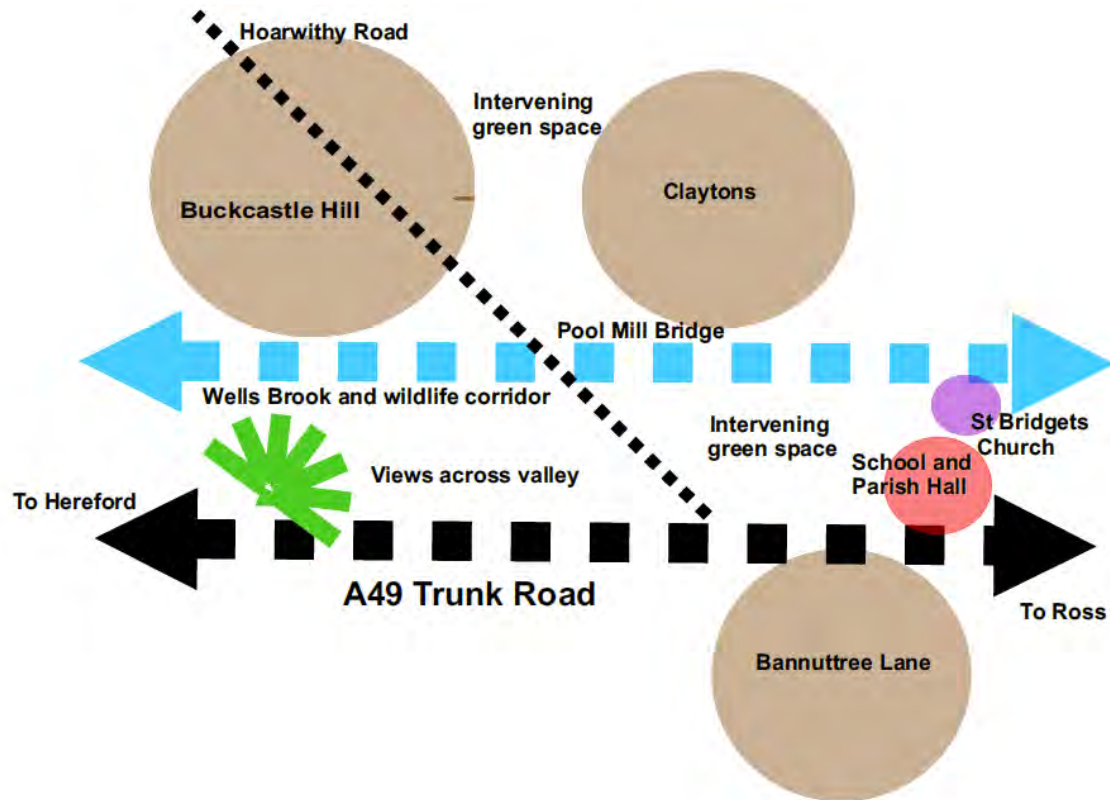 Hoarwithy Road
Intervening
green space
Claytons
Buckcastle Hill
Pool Mill Bridge
Wells Brook and wildlife corridor
Intervening
green space
St Bridgets
Church
School and
Parish Hall
Views across valley
To Hereford
A49 Trunk Road
To Ross
Bannuttree Lane